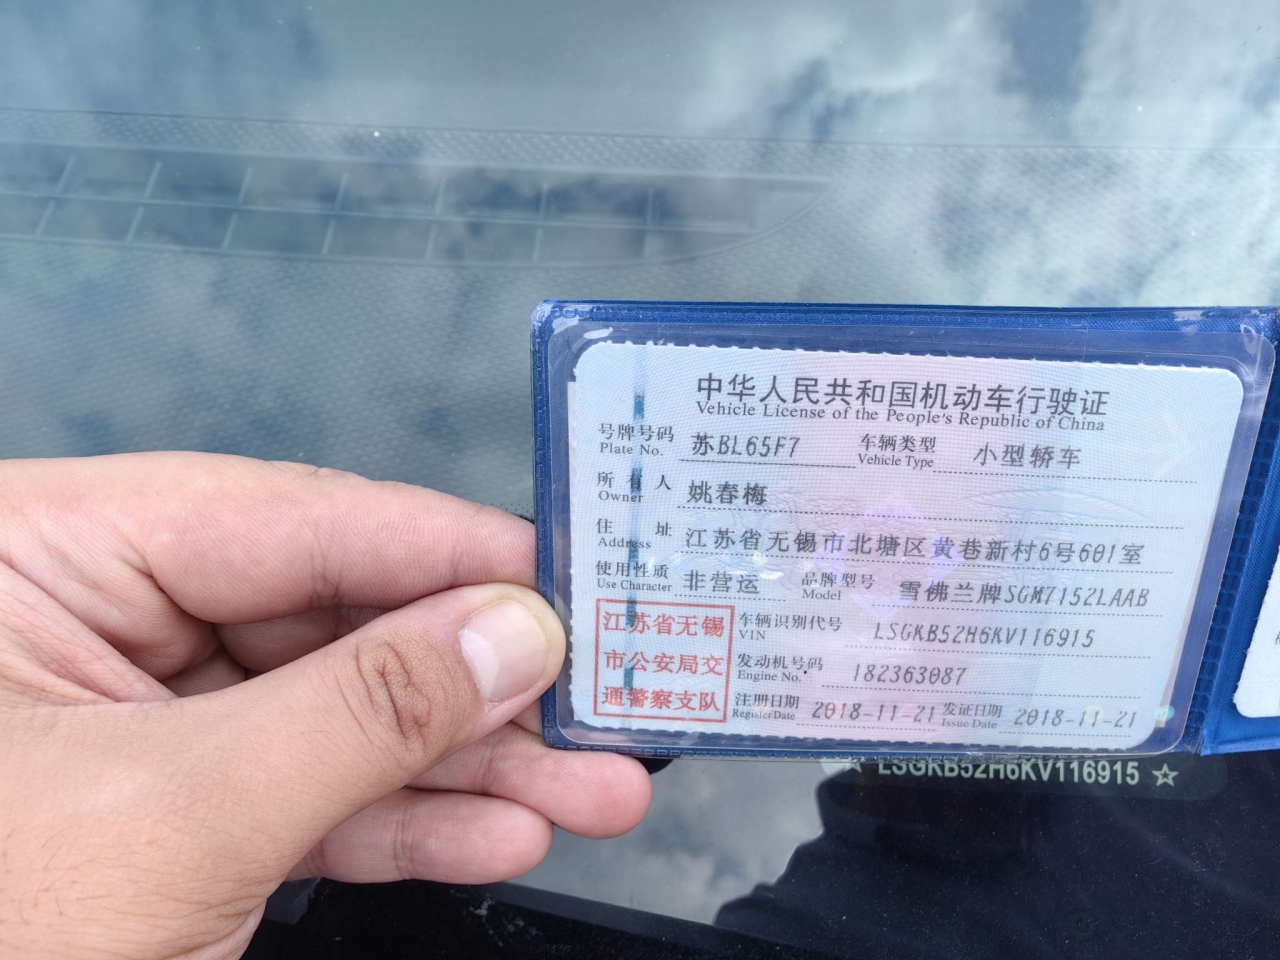 中华人民共和国机动车行驶证
Vehicle License of the People's Republic of China
号牌号码 苏BL65F7 车辆类型 小型轿车
Plate No. Vehicle Type
所有人 姚春梅
Owner
住址 江苏省无锡市北塘区黄巷新村6号601室
Address
使用性质 非营运 品牌型号 雪佛兰牌SGM7152LAAB
Use Character Model
江苏省无锡
市公安局交
通警察支队
车辆识别代号 LSGKB52H6KV116915
VIN
发动机号码 182363087
Engine No.
注册日期 2018-11-21 发证日期 2018-11-21
Register Date Issue Date
LSGKB52H6KV116915